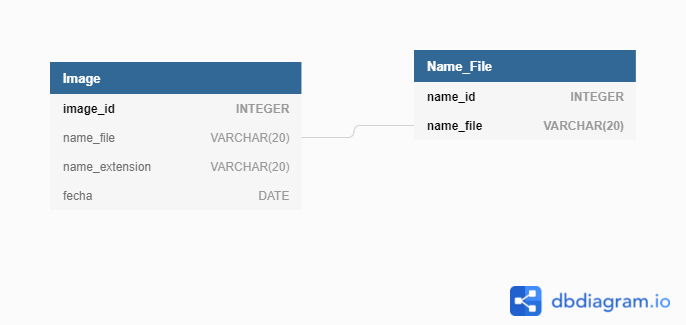 Image
image_id INTEGER
name_file VARCHAR(20)
name_extension VARCHAR(20)
fecha DATE
Name_File
name_id INTEGER
name_file VARCHAR(20)
dbdiagram.io